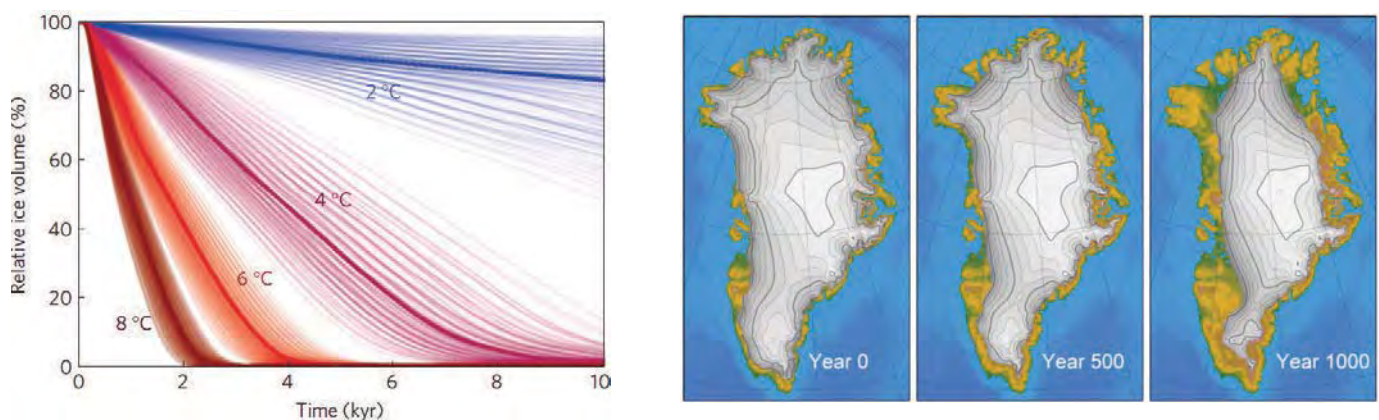 Relative ice volume (%)
100
80
60
40
20
0
2 °C
4 °C
6 °C
8 °C
0
2
4
6
8
10
Time (kyr)
Year 0
Year 500
Year 1000